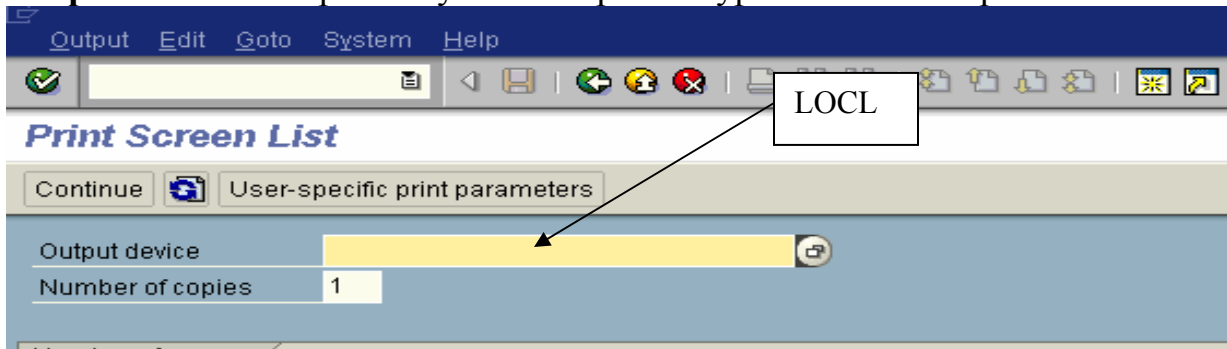 Output Edit Goto System Help
LOCL
Print Screen List
Continue User-specific print parameters
Output device
Number of copies 1